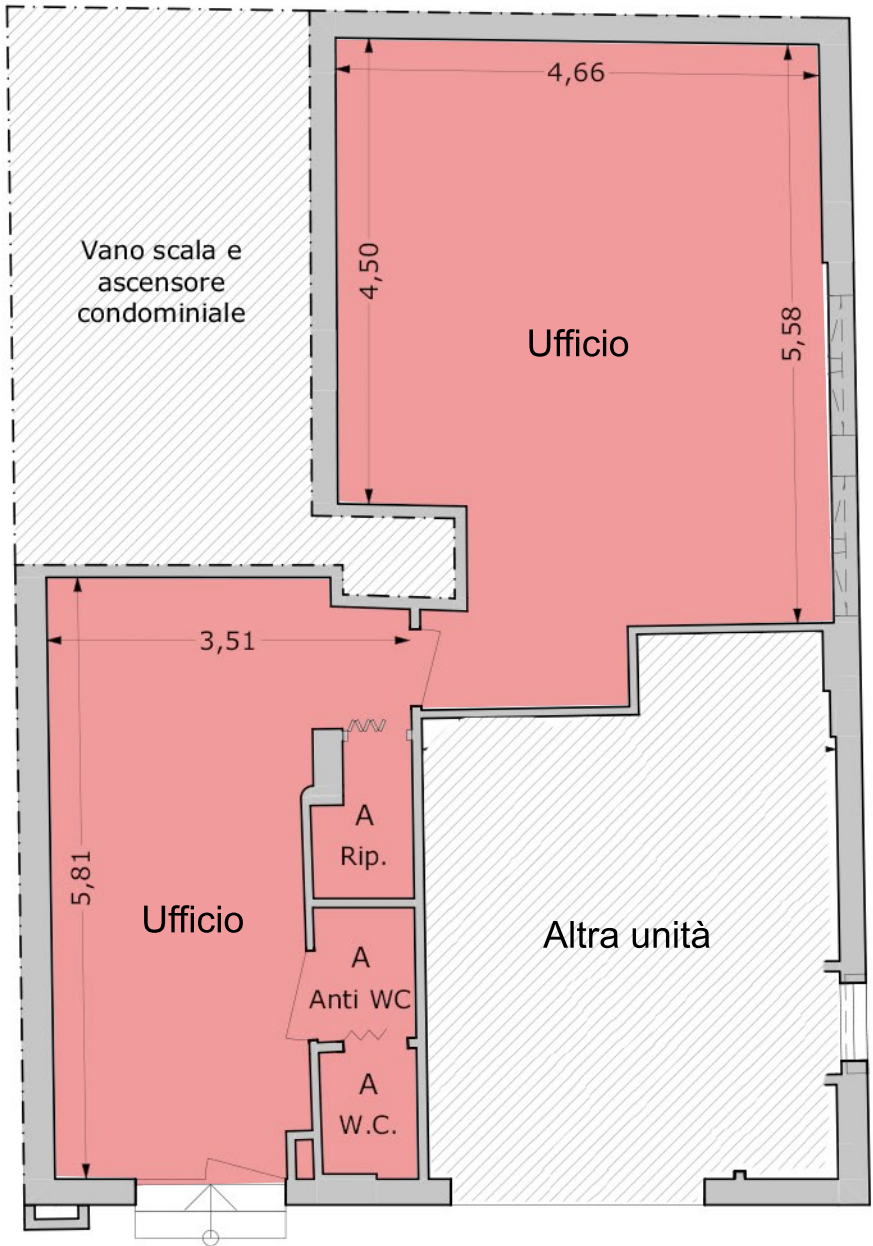 4,66
Vano scala e
ascensore
condominiale
4,50
5,58
Ufficio
3,51
A
Rip.
5,81
Ufficio
Altra unità
A
Anti WC
A
W.C.